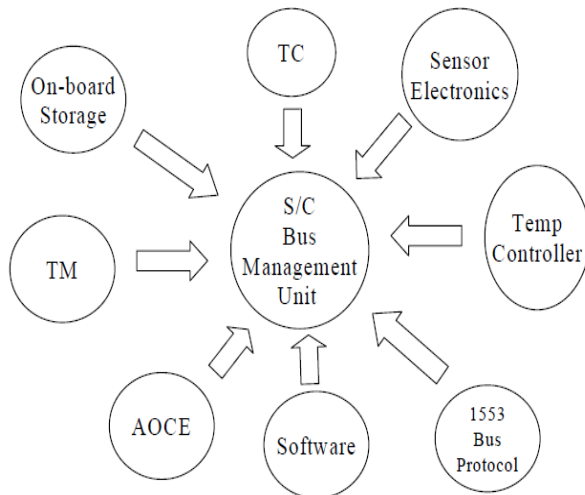 TC
Sensor
Electronics
On-board
Storage
S/C
Bus
Management
Unit
Temp
Controller
TM
AOCE
Software
1553
Bus
Protocol